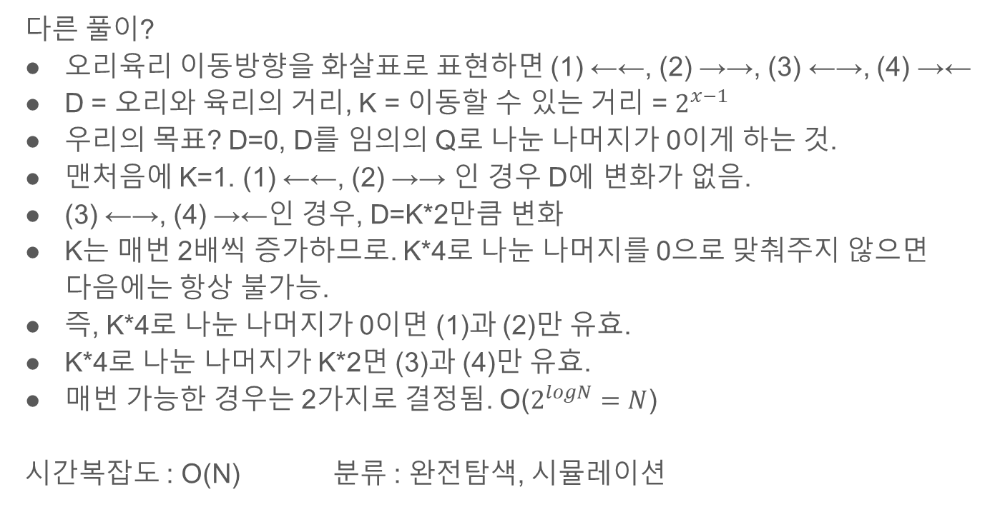 다른 풀이?
● 오리육리 이동방향을 화살표로 표현하면 (1) ←←, (2) →→, (3) ←→, (4) →←
● D = 오리와 육리의 거리, K = 이동할 수 있는 거리 = 2^{x−1}
● 우리의 목표? D=0, D를 임의의 Q로 나눈 나머지가 0이게 하는 것.
● 맨처음에 K=1. (1) ←←, (2) →→ 인 경우 D에 변화가 없음.
● (3) ←→, (4) →←인 경우, D=K*2만큼 변화
● K는 매번 2배씩 증가하므로. K*4로 나눈 나머지를 0으로 맞춰주지 않으면
다음에는 항상 불가능.
● 즉, K*4로 나눈 나머지가 0이면 (1)과 (2)만 유효.
● K*4로 나눈 나머지가 K*2면 (3)과 (4)만 유효.
● 매번 가능한 경우는 2가지로 결정됨. O(2^{logN} = N)
시간복잡도 : O(N) 분류 : 완전탐색, 시뮬레이션